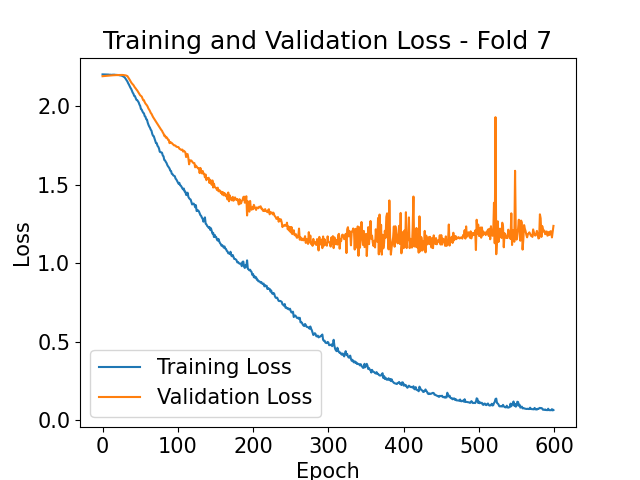 Training and Validation Loss - Fold 7
Loss
2.0
1.5
1.0
0.5
0.0
Training Loss
Validation Loss
0 100 200 300 400 500 600
Epoch